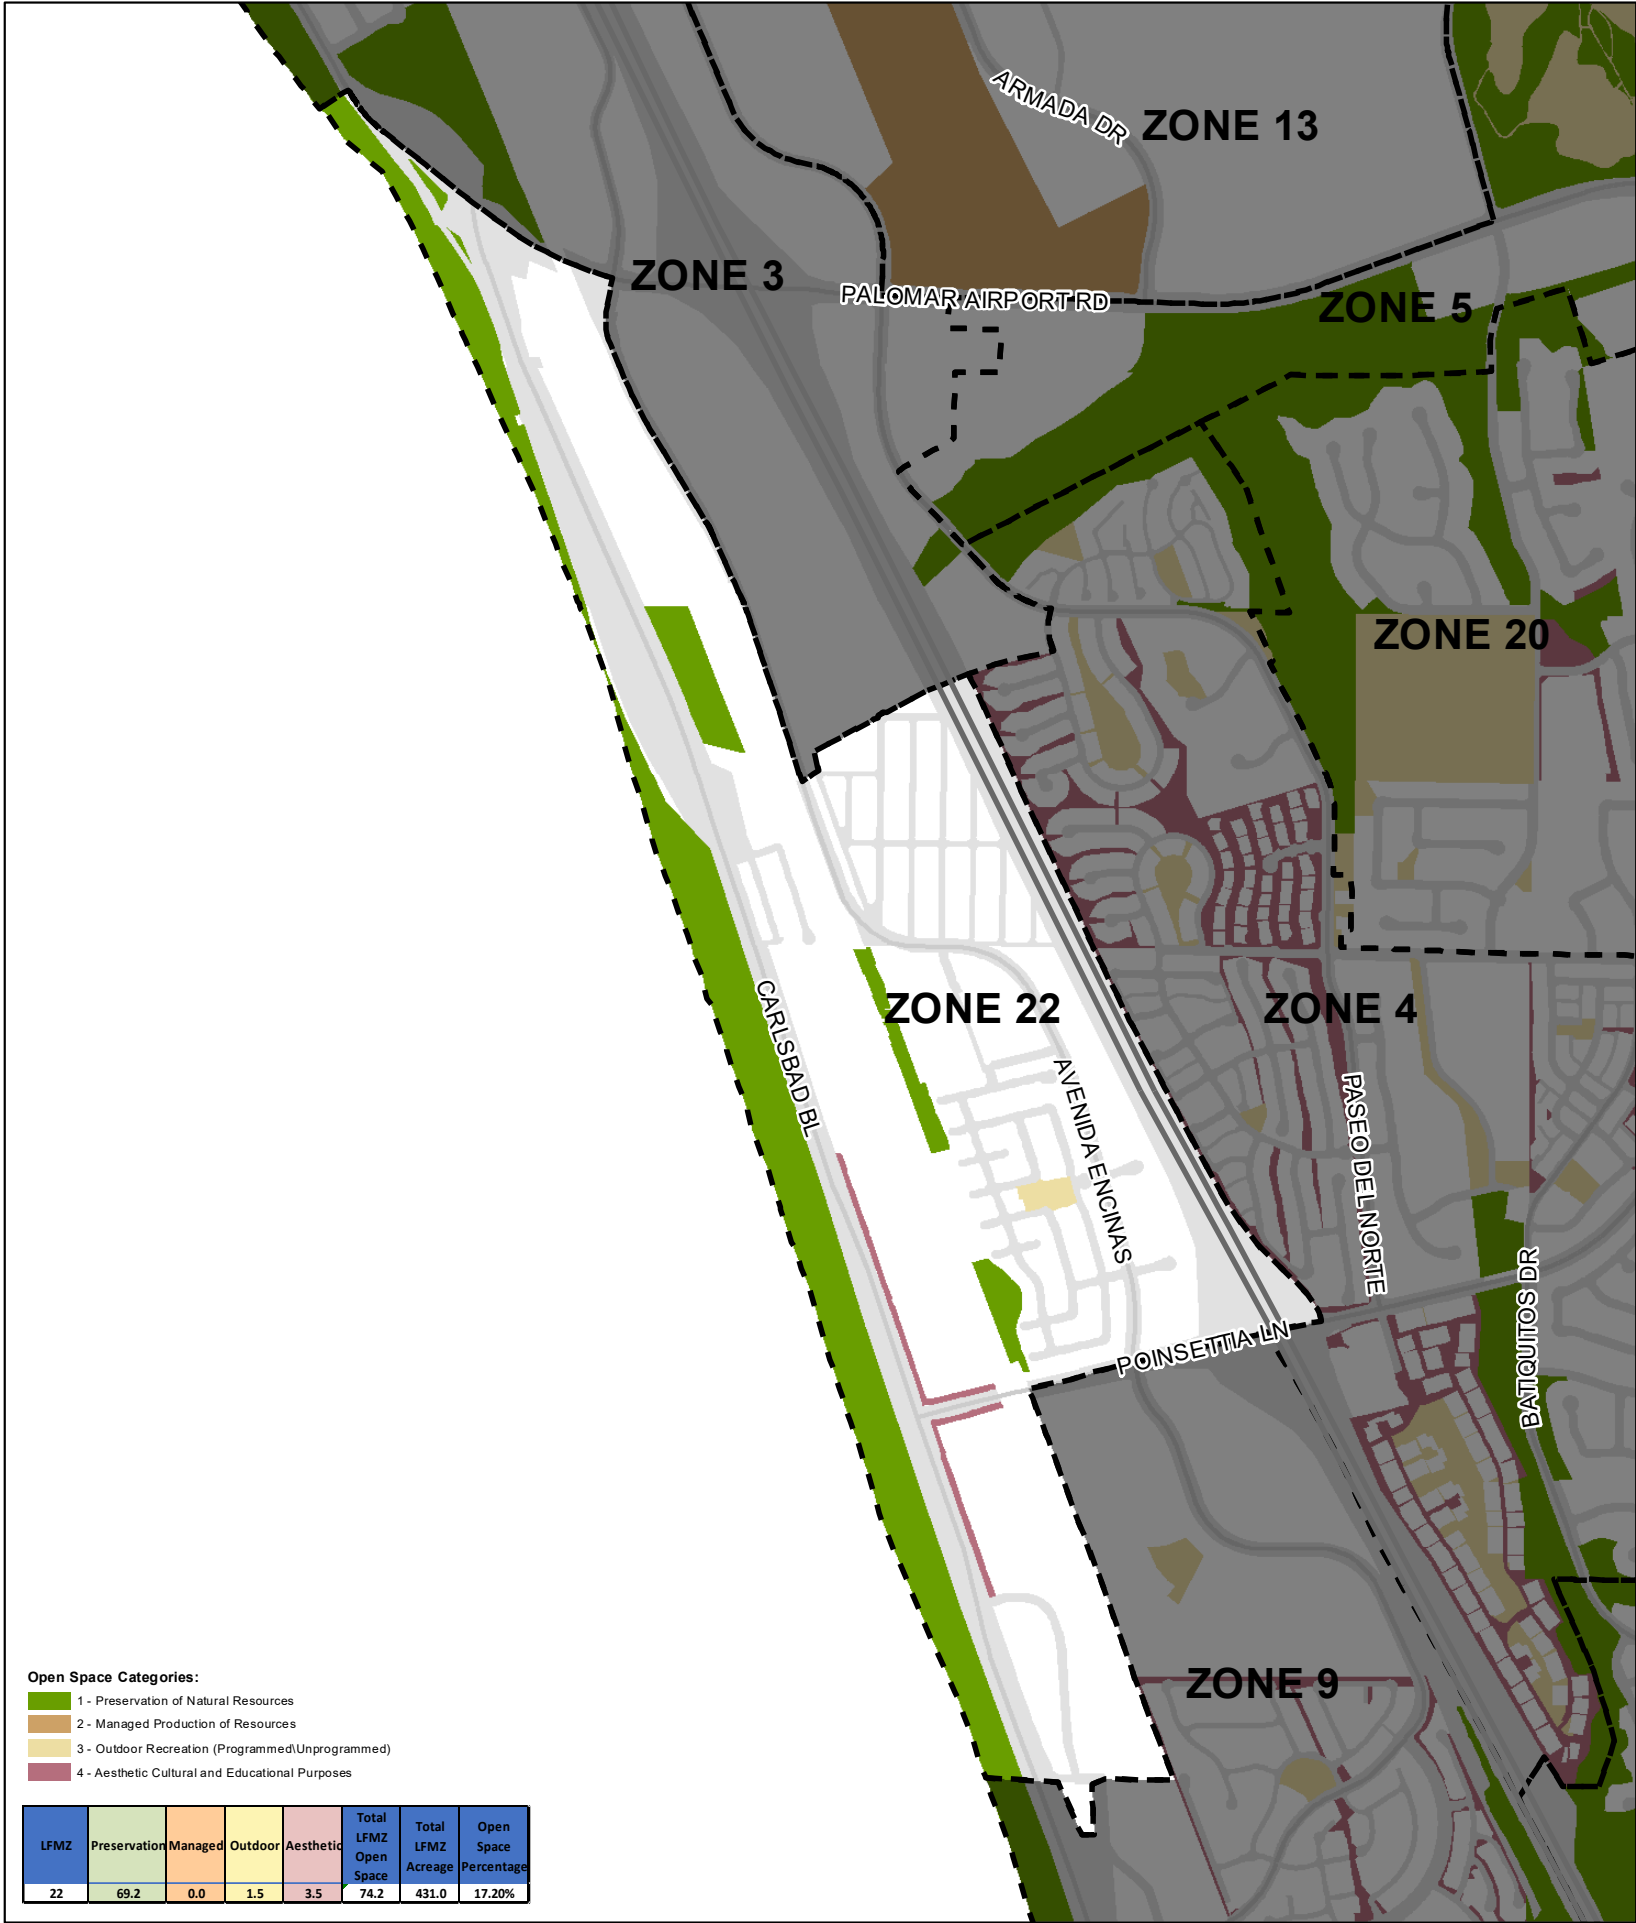 ARMADA DR
ZONE 13
ZONE 3
PALOMAR AIRPORT RD
ZONE 5
ZONE 20
ZONE 22
ZONE 4
CARLSBAD BL
AVENIDA ENCINAS
PASEO DEL NORTE
BATIQUITOS DR
POINSETTIA LN
ZONE 9
Open Space Categories:
1 - Preservation of Natural Resources
2 - Managed Production of Resources
3 - Outdoor Recreation (Programmed\Unprogrammed)
4 - Aesthetic Cultural and Educational Purposes
LFMZ Preservation Managed Outdoor Aesthetic Total LFMZ Open Space Total LFMZ Acreage Open Space Percentage
22 69.2 0.0 1.5 3.5 74.2 431.0 17.20%